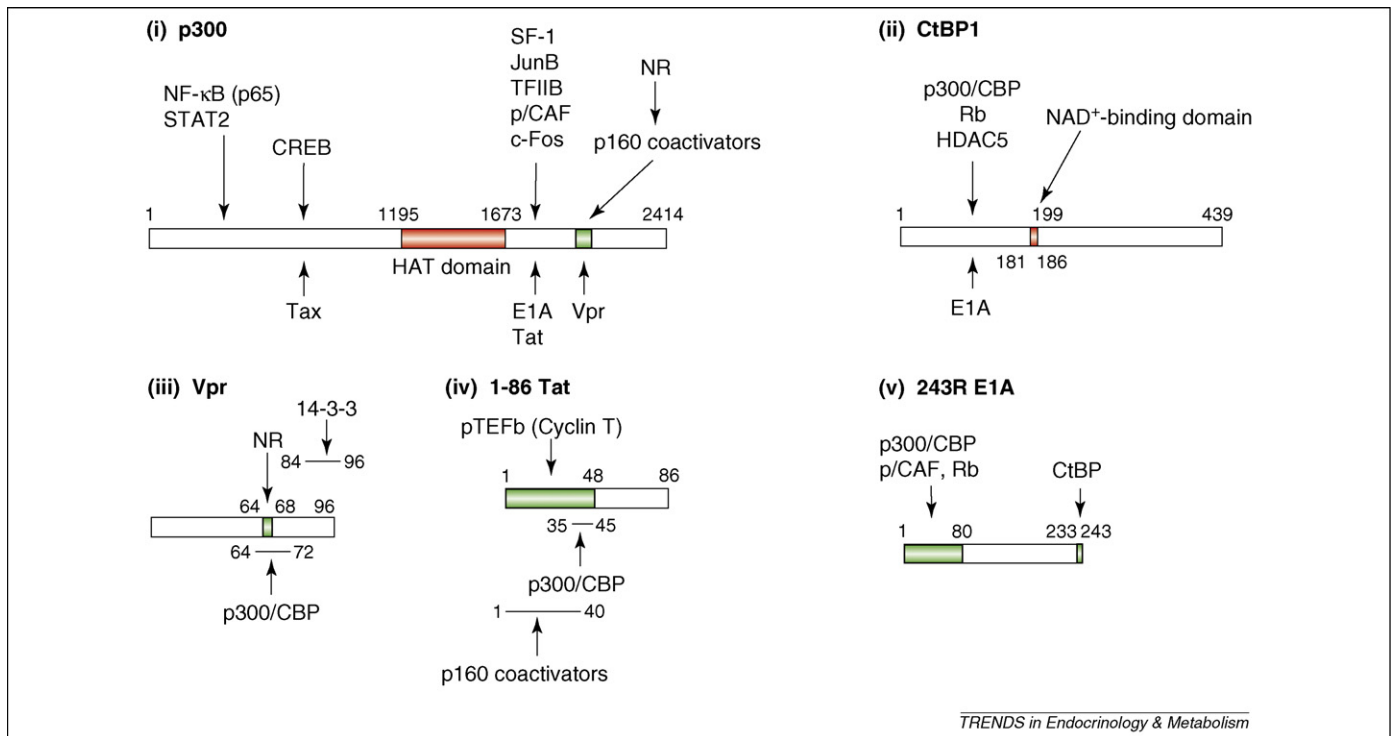 (i) p300
NF-κB (p65)
STAT2
CREB
SF-1
JunB
TFIIB
p/CAF
c-Fos
NR
p160 coactivators
1
1195
1673
2414
HAT domain
Tax
E1A
Tat
Vpr
(ii) CtBP1
p300/CBP
Rb
HDAC5
NAD+-binding domain
1
199
439
181
186
E1A
(iii) Vpr
14-3-3
NR
84
96
64
68
96
64
72
p300/CBP
(iv) 1-86 Tat
pTEFb (Cyclin T)
1
48
86
35
45
p300/CBP
1
40
p160 coactivators
(v) 243R E1A
p300/CBP
p/CAF, Rb
CtBP
1
80
233
243
TRENDS in Endocrinology & Metabolism